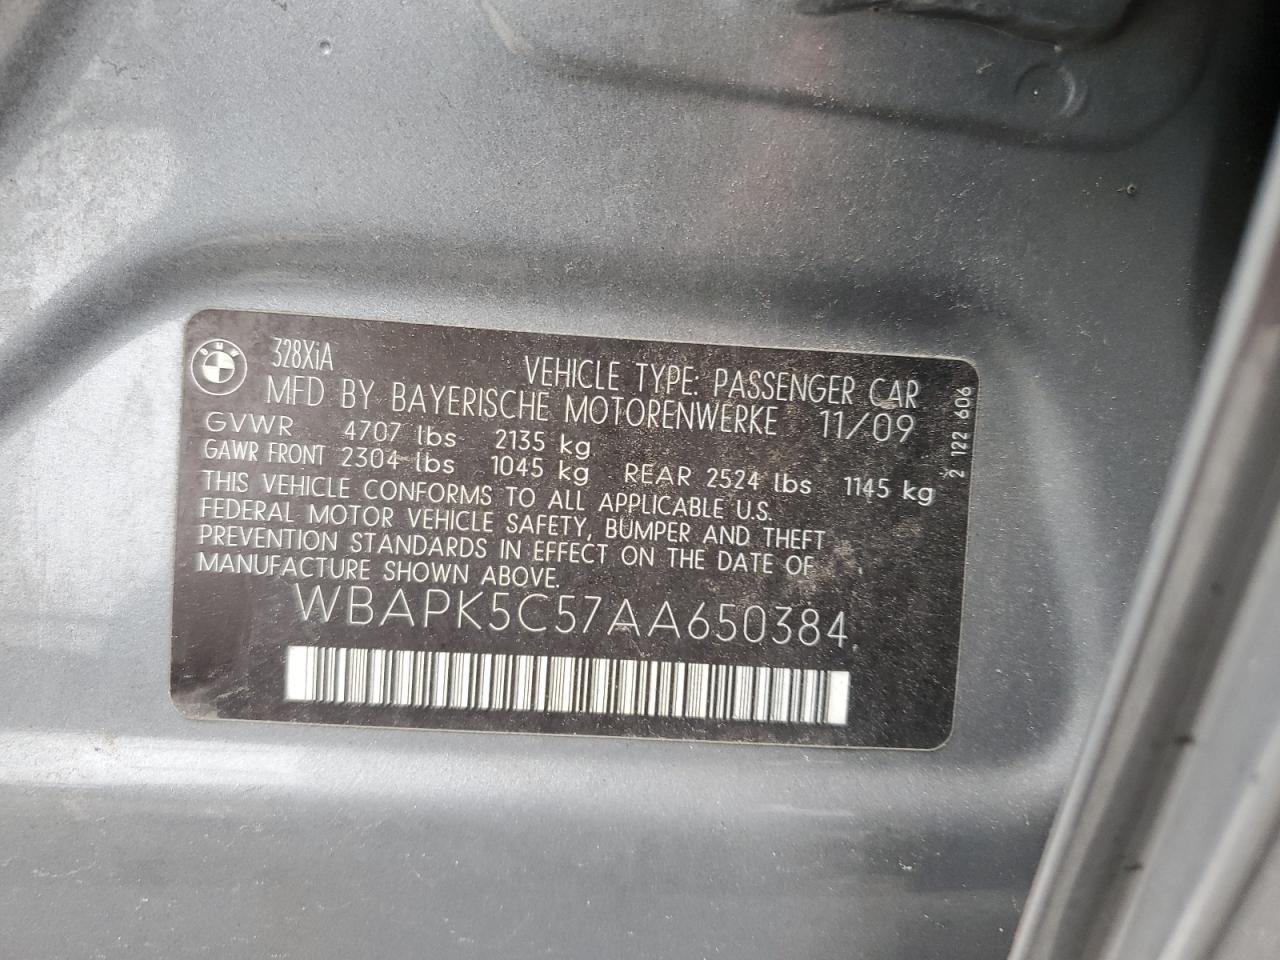 BMW
328XiA
VEHICLE TYPE: PASSENGER CAR
MFD BY BAYERISCHE MOTORENWERKE 11/09
GVWR 4707 lbs 2135 kg
GAWR FRONT 2304 lbs 1045 kg REAR 2524 lbs 1145 kg
THIS VEHICLE CONFORMS TO ALL APPLICABLE U.S.
FEDERAL MOTOR VEHICLE SAFETY, BUMPER AND THEFT
PREVENTION STANDARDS IN EFFECT ON THE DATE OF
MANUFACTURE SHOWN ABOVE.
WBAPK5C57AA650384
2 122 606